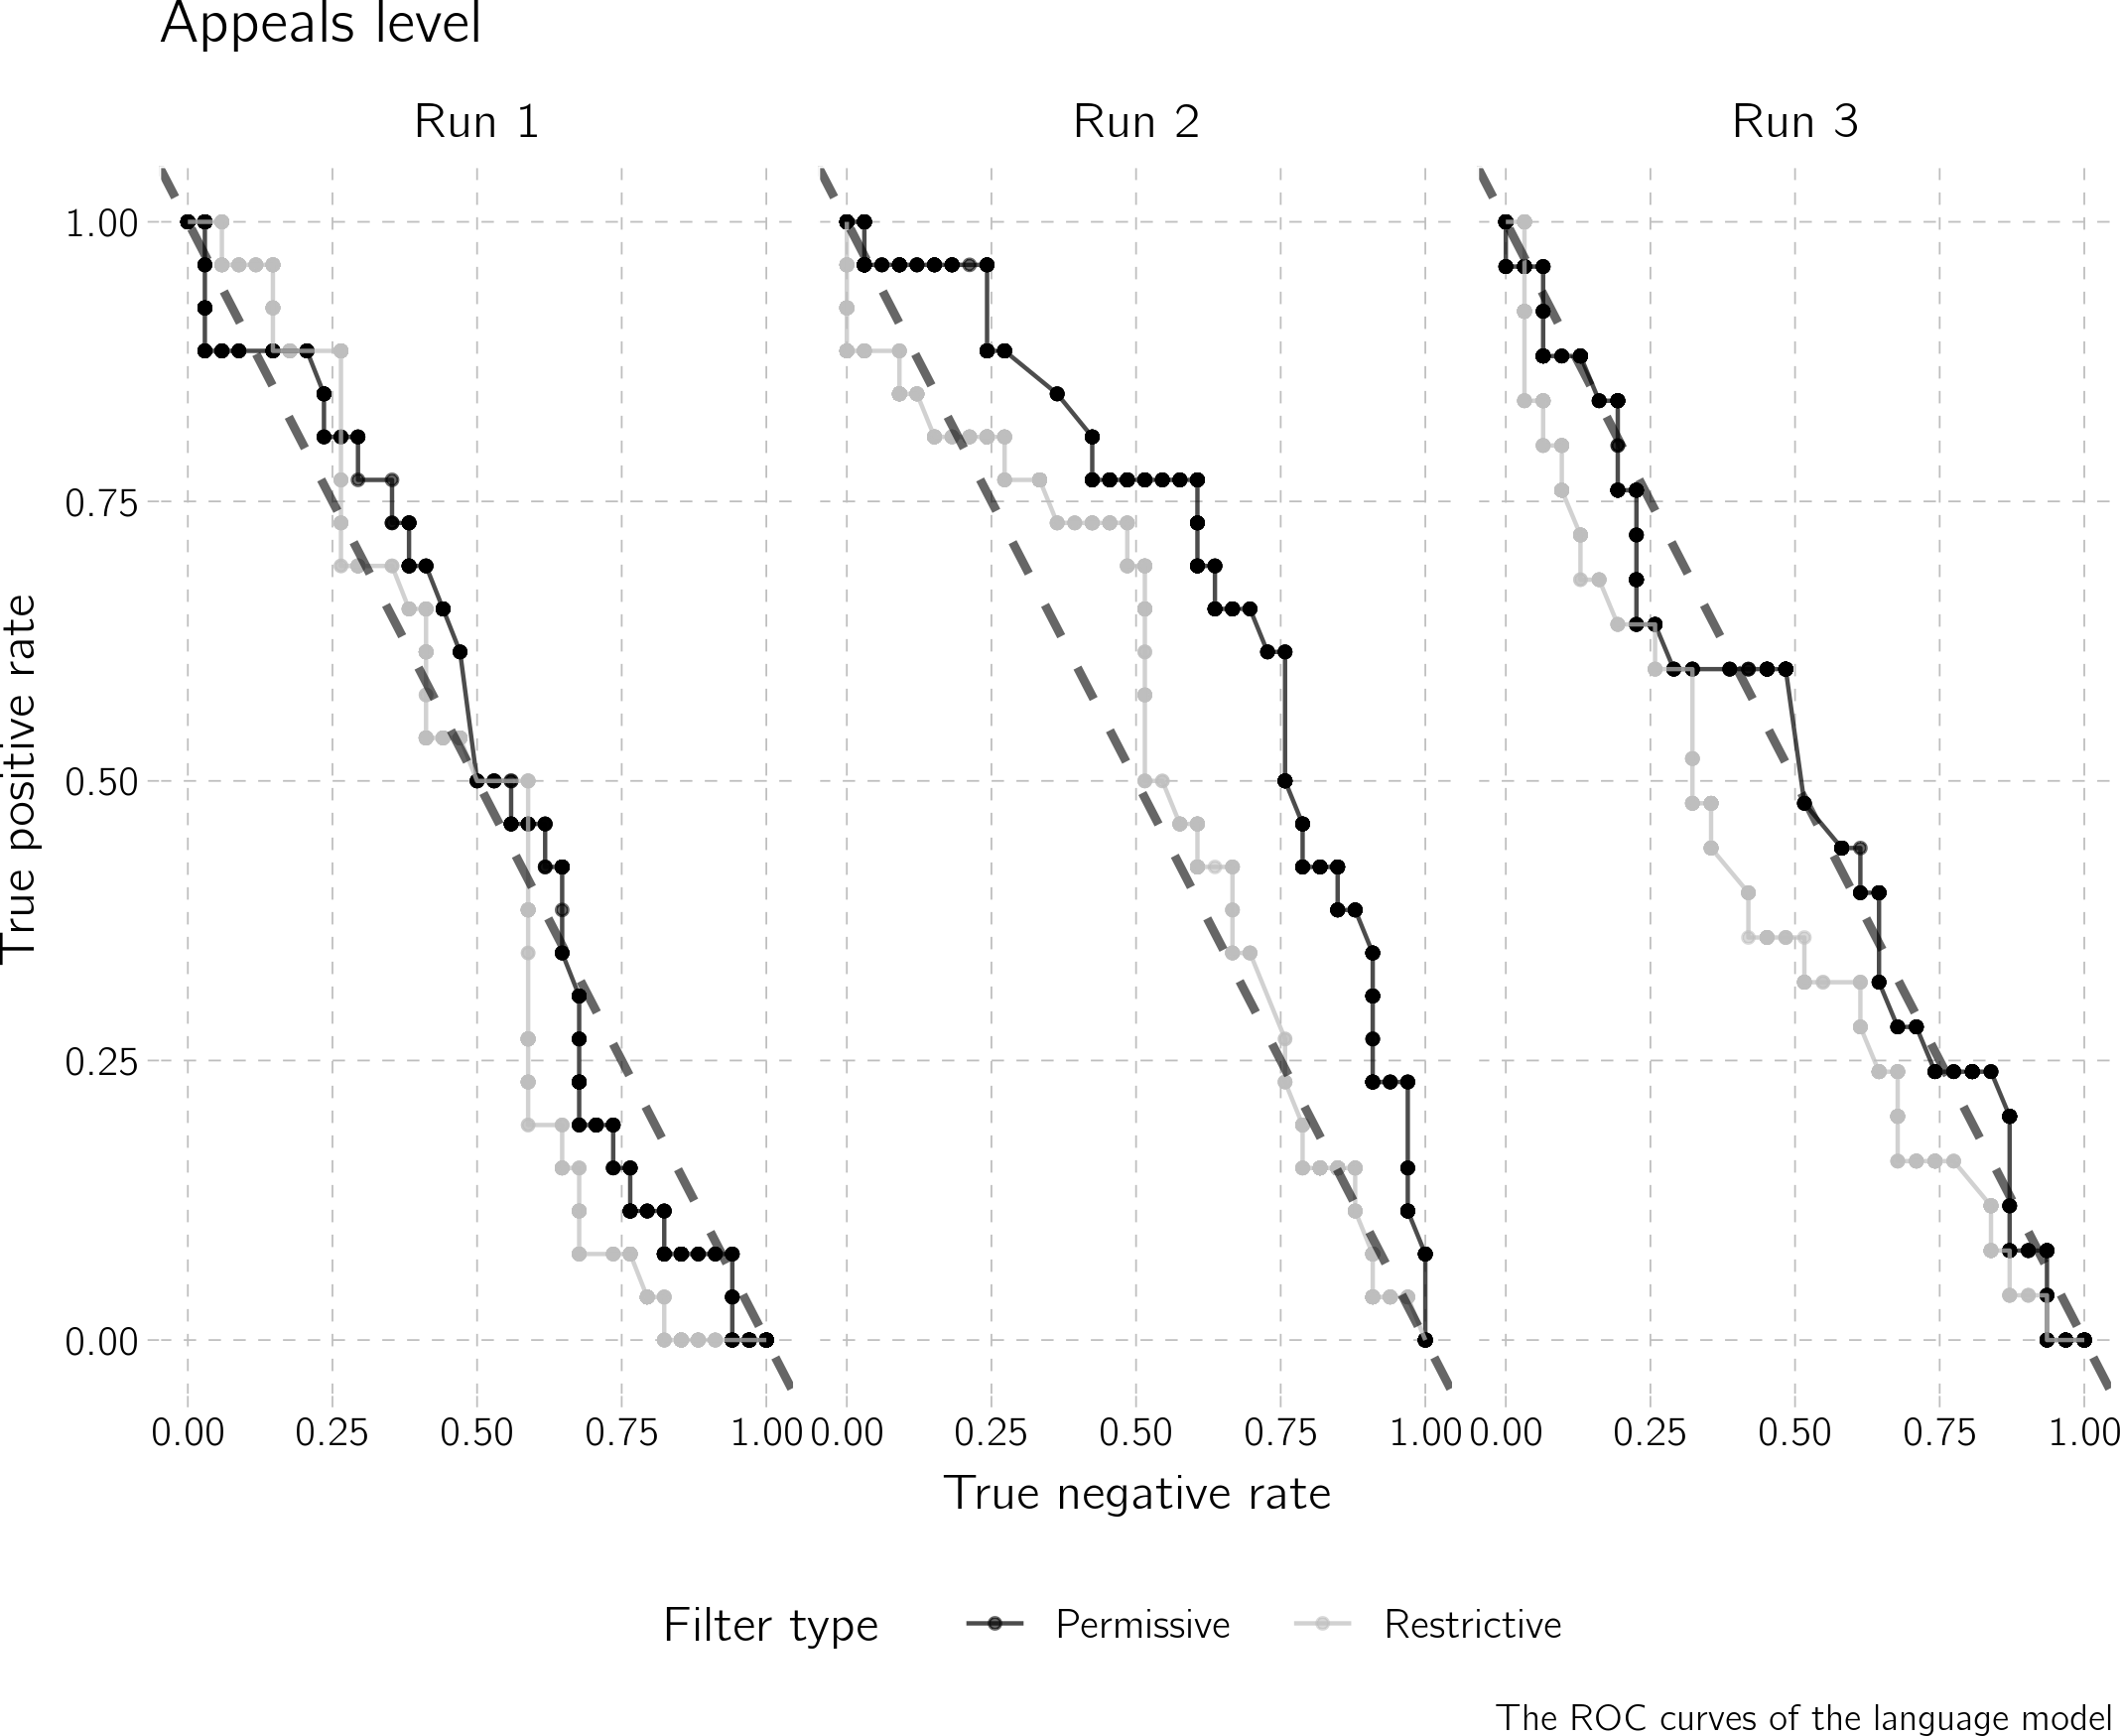 Appeals level
Run 1
Run 2
Run 3
True positive rate
1.00
0.75
0.50
0.25
0.00
0.00 0.25 0.50 0.75 1.00 0.00 0.25 0.50 0.75 1.00 0.00 0.25 0.50 0.75 1.00
True negative rate
Filter type Permissive Restrictive
The ROC curves of the language model